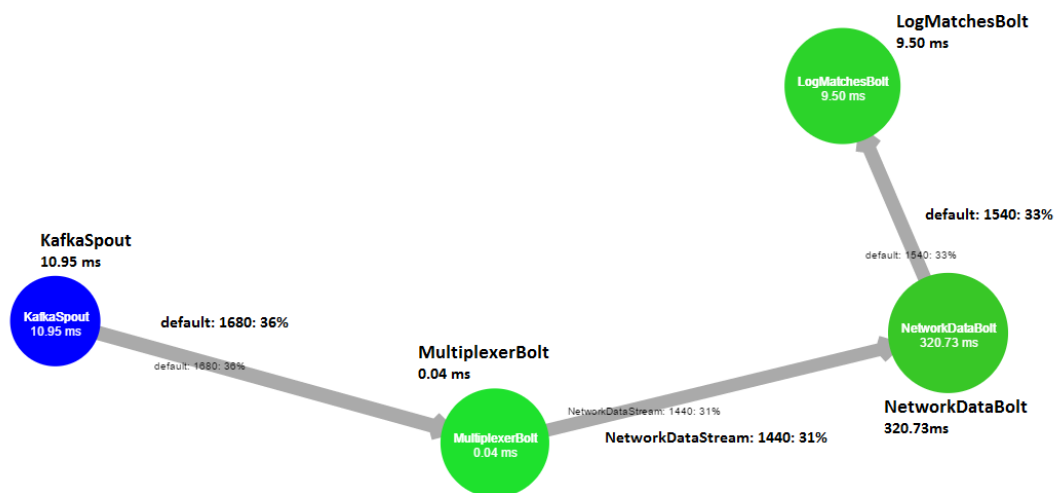 LogMatchesBolt
9.50 ms
LogMatchesBolt
9.50 ms
default: 1540: 33%
default: 1540: 33%
KafkaSpout
10.95 ms
KafkaSpout
10.95 ms
default: 1680: 36%
default: 1680: 36%
MultiplexerBolt
0.04 ms
MultiplexerBolt
0.04 ms
NetworkDataStream: 1440: 31%
NetworkDataStream: 1440: 31%
NetworkDataBolt
320.73 ms
NetworkDataBolt
320.73ms